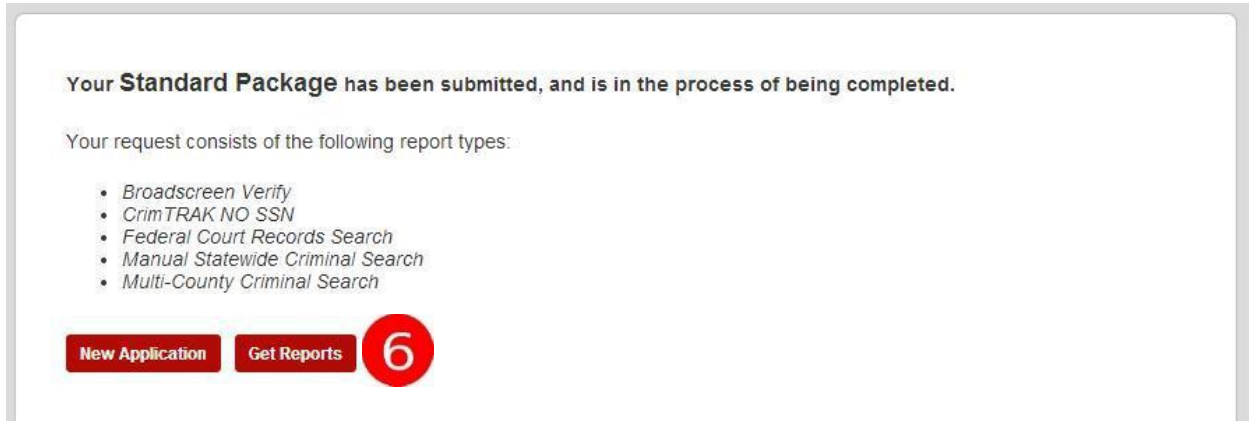 Your Standard Package has been submitted, and is in the process of being completed.
Your request consists of the following report types:
• Broadscreen Verify
• CrimTRAK NO SSN
• Federal Court Records Search
• Manual Statewide Criminal Search
• Multi-County Criminal Search
New Application Get Reports 6